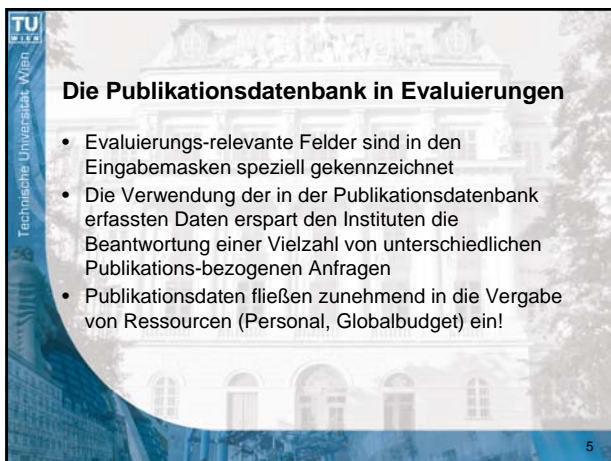 TU
WIEN
Technische Universität Wien
Die Publikationsdatenbank in Evaluierungen
• Evaluierungs-relevante Felder sind in den
Eingabemasken speziell gekennzeichnet
• Die Verwendung der in der Publikationsdatenbank
erfassten Daten erspart den Instituten die
Beantwortung einer Vielzahl von unterschiedlichen
Publikations-bezogenen Anfragen
• Publikationsdaten fließen zunehmend in die Vergabe
von Ressourcen (Personal, Globalbudget) ein!
5